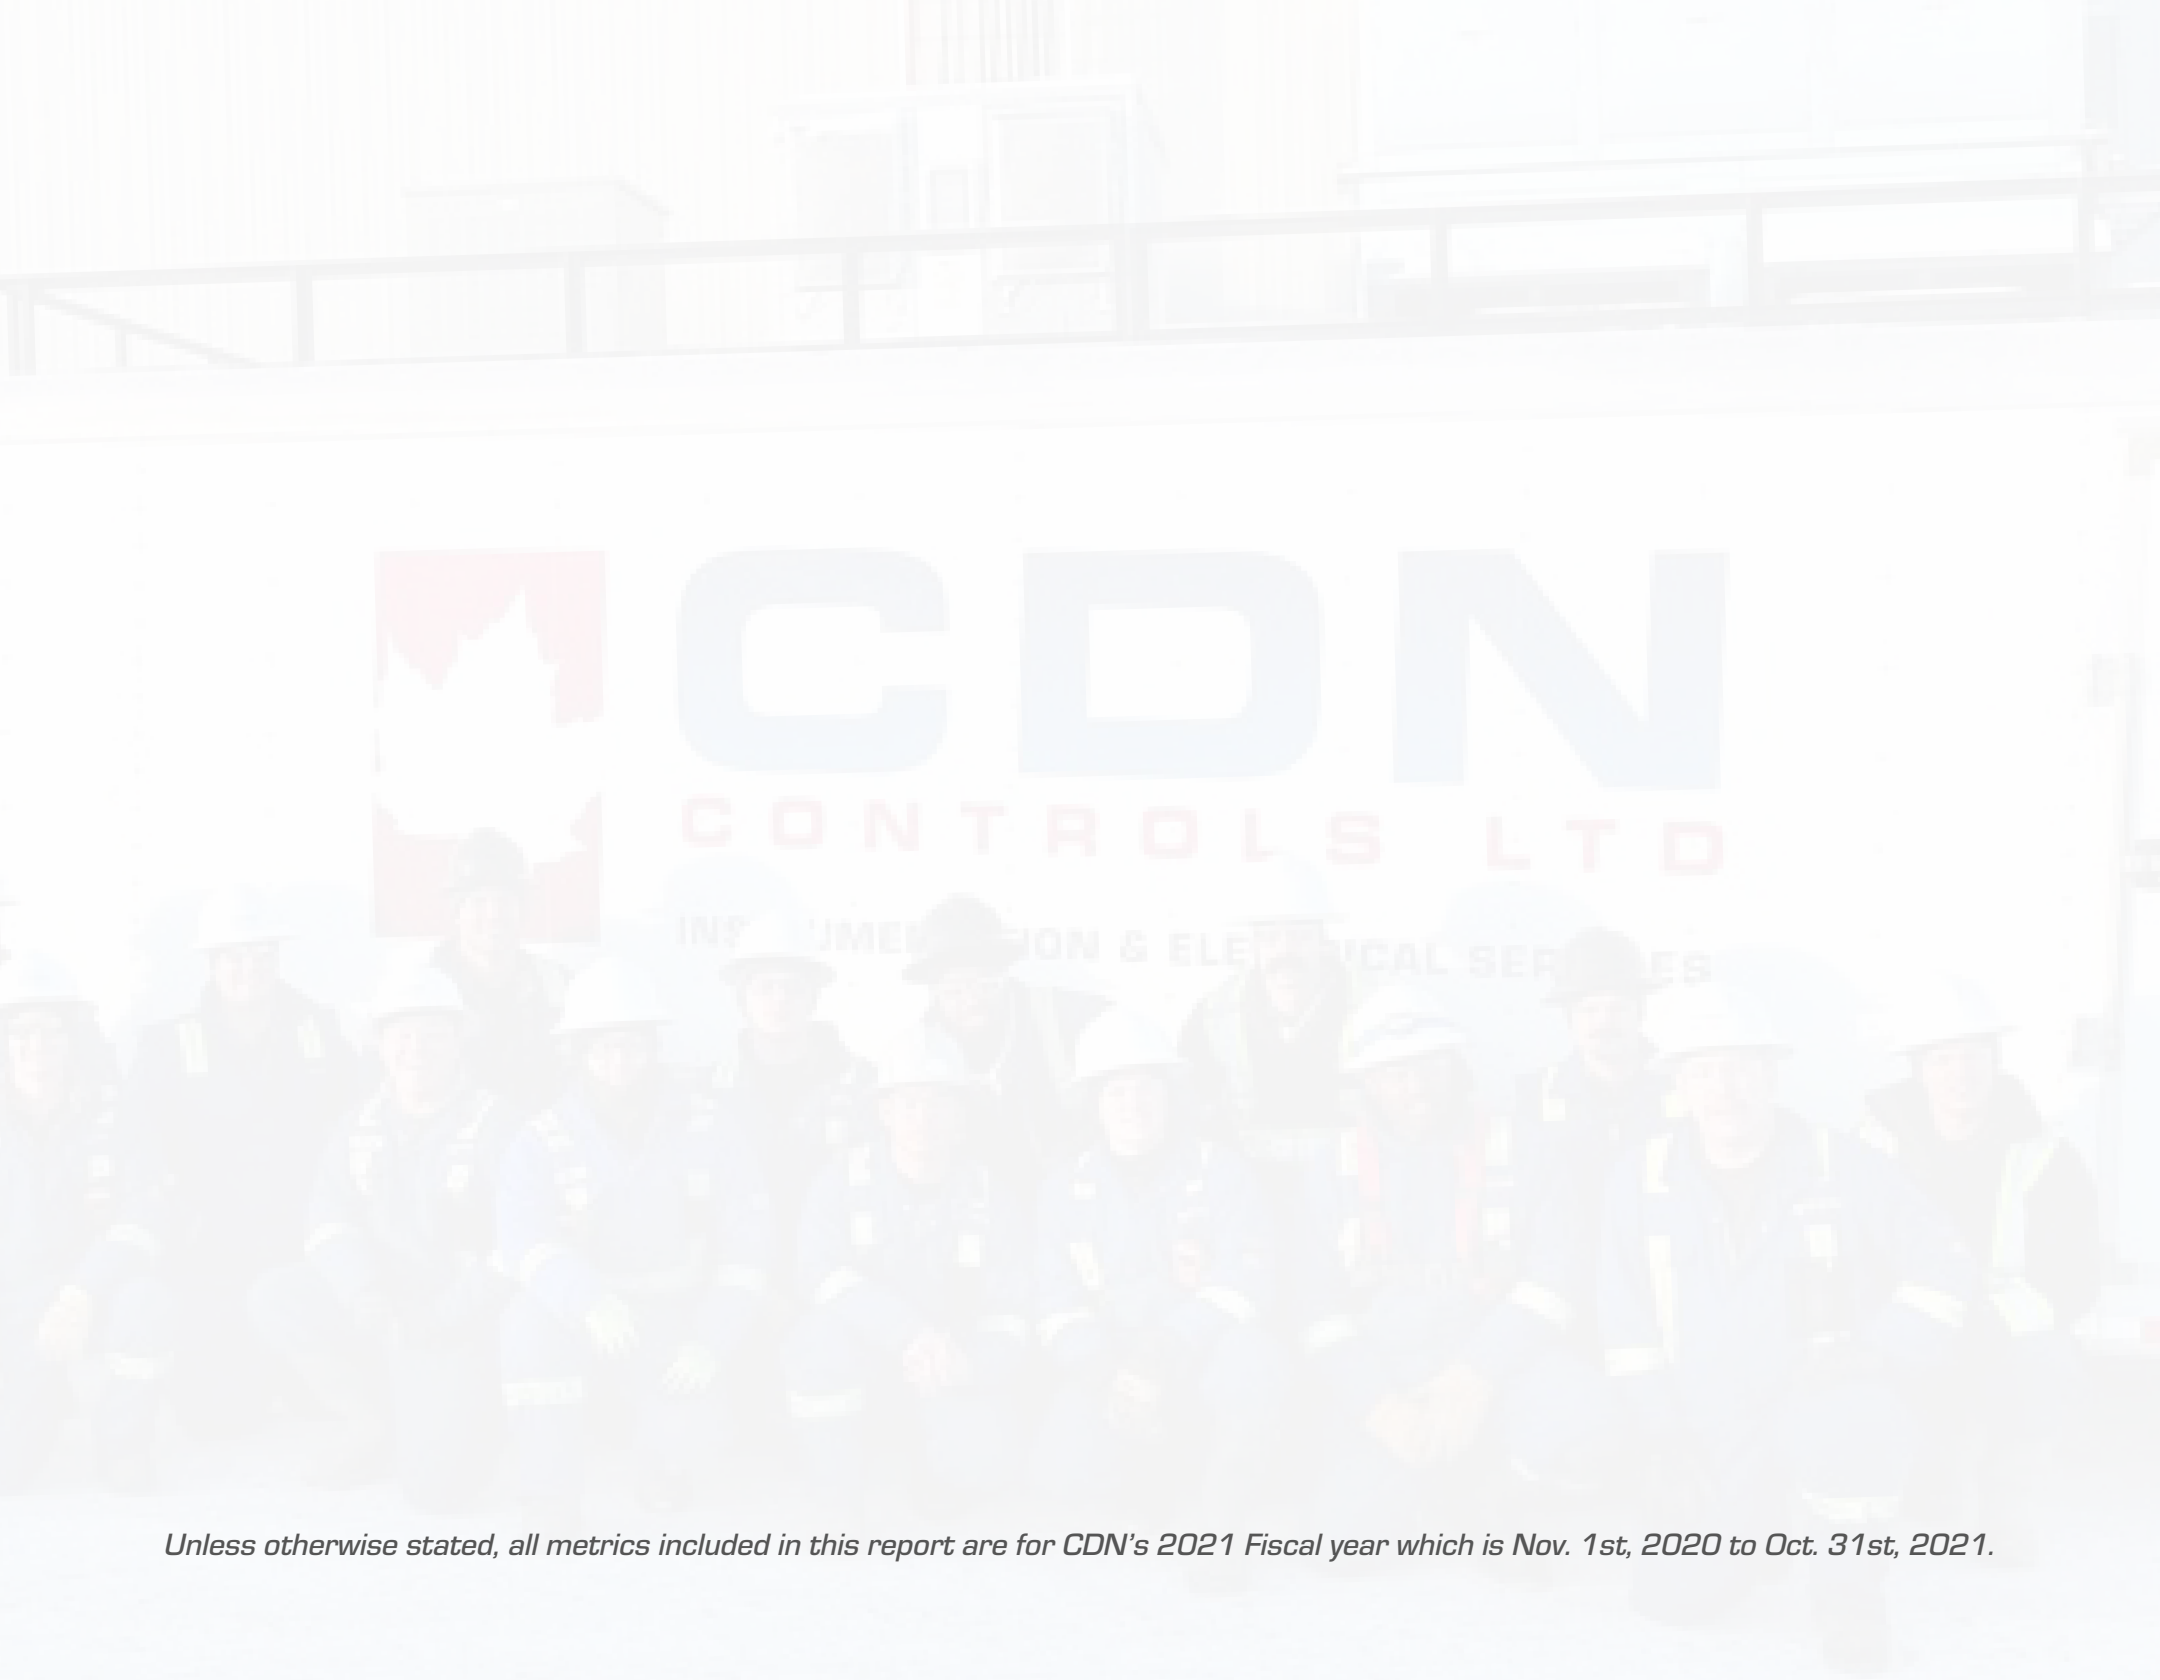 CDN
CONTROLS LTD
& 
Unless otherwise stated, all metrics included in this report are for CDN's 2021 Fiscal year which is Nov. 1st, 2020 to Oct. 31st, 2021.